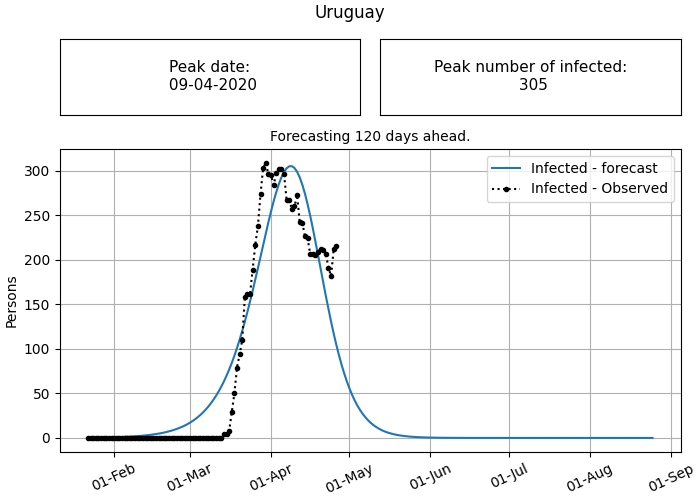 Uruguay
Peak date:
09-04-2020
Peak number of infected:
305
Forecasting 120 days ahead.
Infected - forecast
Infected - Observed
Persons
300
250
200
150
100
50
0
01-Feb
01-Mar
01-Apr
01-May
01-Jun
01-Jul
01-Aug
01-Sep